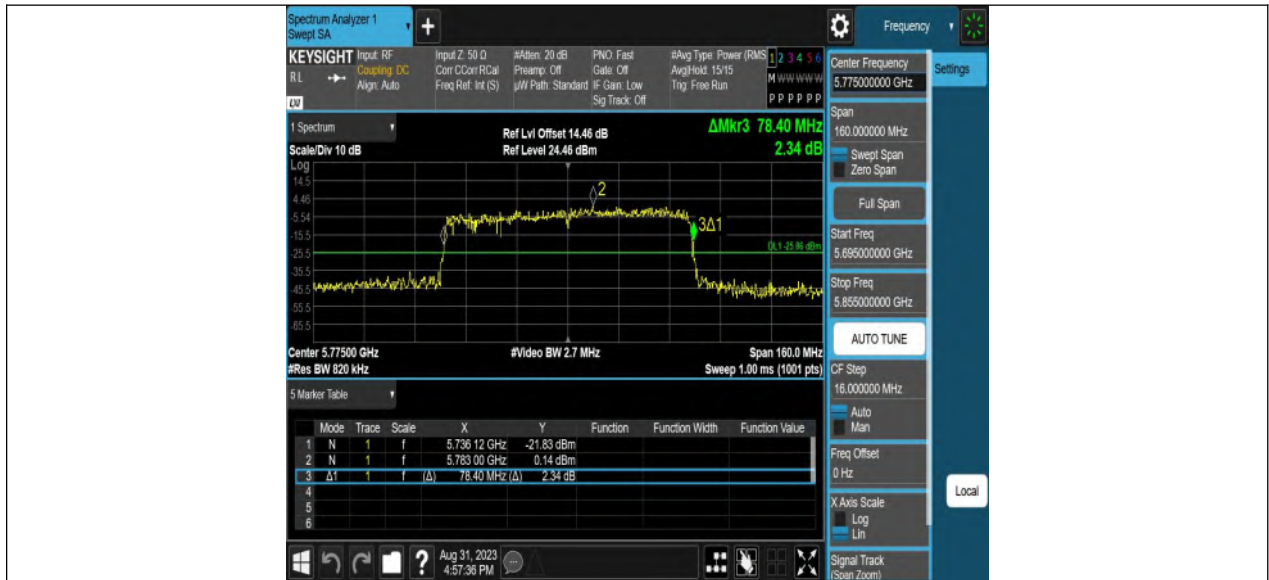 Spectrum Analyzer 1
Swept SA
+
Frequency
KEYSIGHT
RL
LXI
Input: RF
Coupling: DC
Align: Auto
Input Z: 50 Ω
Corr CCorr RCal
Freq Ref: Int (S)
#Atten: 20 dB
Preamp: Off
µW Path: Standard
PNO: Fast
Gate: Off
IF Gain: Low
Sig Track: Off
#Avg Type: Power (RMS
Avg|Hold: 15/15
Trig: Free Run
1 2 3 4 5 6
M W W W W W
P P P P P P
1 Spectrum
Scale/Div 10 dB
Ref Lvl Offset 14.46 dB
Ref Level 24.46 dBm
ΔMkr3 78.40 MHz
2.34 dB
Log
14.5
4.46
-5.54
-15.5
-25.5
-35.5
-45.5
-55.5
-65.5
2
3Δ1
DL1 -25.86 dBm
Center 5.77500 GHz
#Video BW 2.7 MHz
Span 160.0 MHz
#Res BW 820 kHz
Sweep 1.00 ms (1001 pts)
5 Marker Table
Mode Trace Scale X Y Function Function Width Function Value
1 N 1 f 5.736 12 GHz -21.83 dBm
2 N 1 f 5.783 00 GHz 0.14 dBm
3 Δ1 1 f (Δ) 78.40 MHz (Δ) 2.34 dB
4
5
6
?
Aug 31, 2023
4:57:36 PM
Center Frequency
5.775000000 GHz
Span
160.000000 MHz
Swept Span
Zero Span
Full Span
Start Freq
5.695000000 GHz
Stop Freq
5.855000000 GHz
AUTO TUNE
CF Step
16.000000 MHz
Auto
Man
Freq Offset
0 Hz
X Axis Scale
Log
Lin
Signal Track
(Span Zoom)
Settings
Local